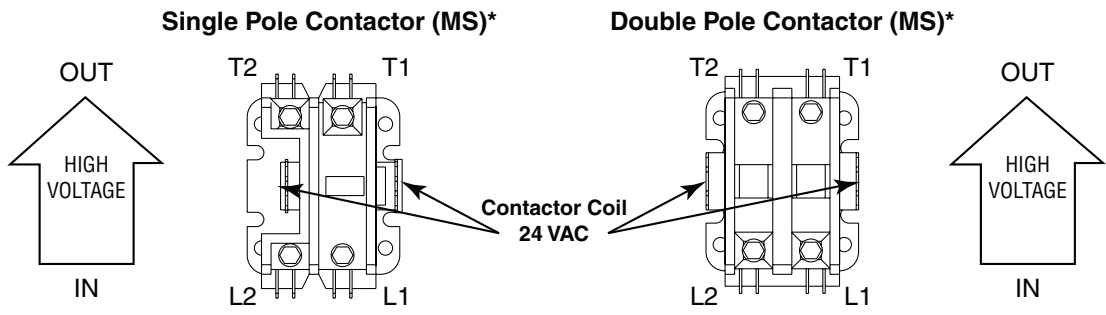 Single Pole Contactor (MS)*
Double Pole Contactor (MS)*
OUT
T2
T1
T2
T1
OUT
HIGH
VOLTAGE
HIGH
VOLTAGE
Contactor Coil
24 VAC
IN
L2
L1
L2
L1
IN